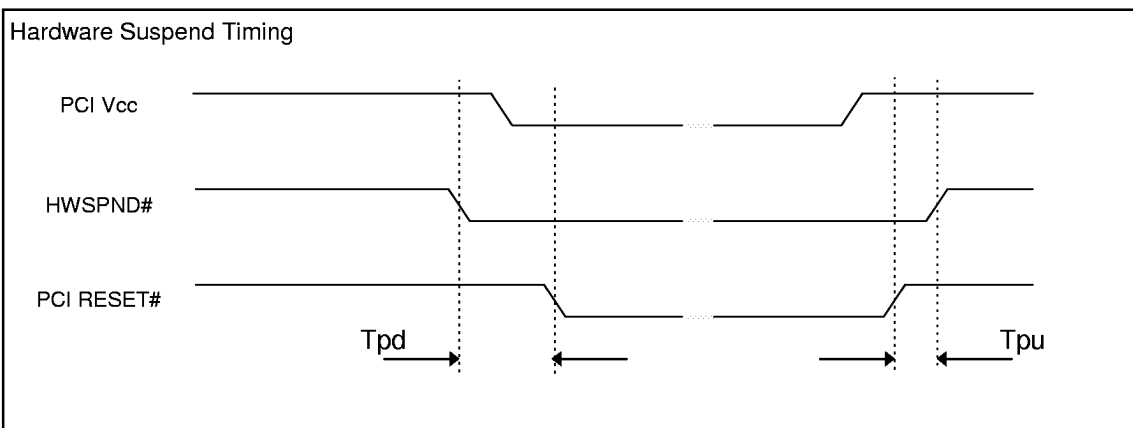 Hardware Suspend Timing
PCI Vcc
HWSPND#
PCI RESET#
Tpd
Tpu